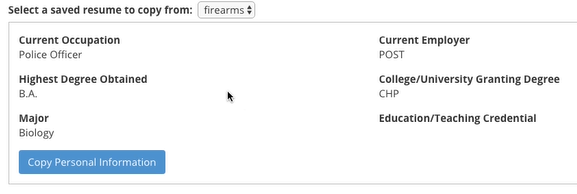 Select a saved resume to copy from: firearms
Current Occupation Current Employer
Police Officer POST
Highest Degree Obtained College/University Granting Degree
B.A. CHP
Major Education/Teaching Credential
Biology
Copy Personal Information